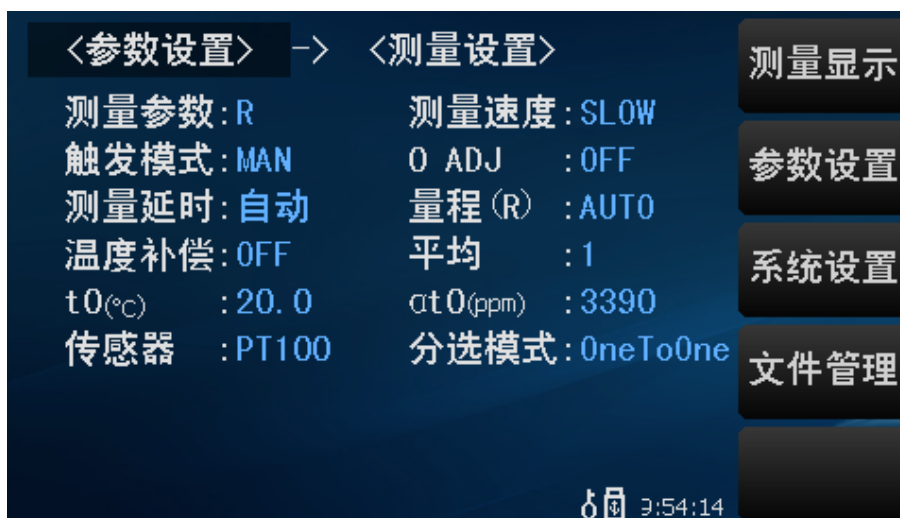 <参数设置> -> <测量设置>
测量参数:R 测量速度:SLOW
触发模式:MAN 0 ADJ :OFF
测量延时:自动 量程(R) :AUTO
温度补偿:OFF 平均 :1
t0(℃) :20.0 αt0(ppm) :3390
传感器 :PT100 分选模式:OneToOne
测量显示
参数设置
系统设置
文件管理
9:54:14